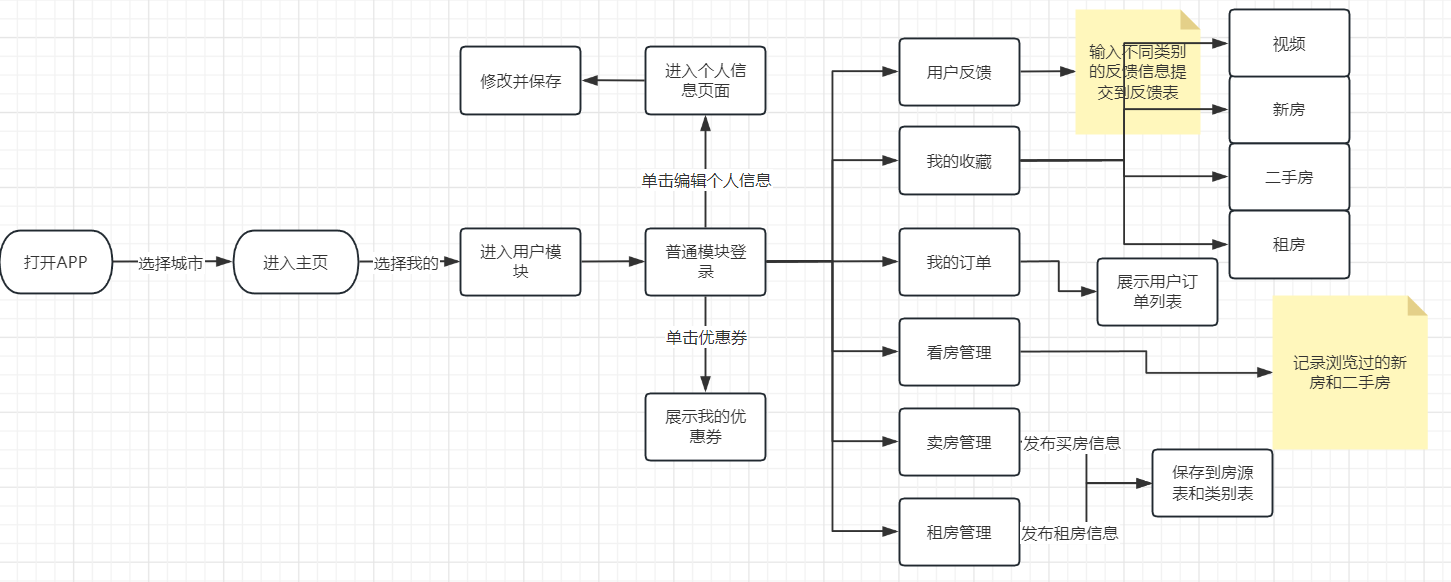 打开APP
选择城市
进入主页
选择我的
进入用户模
块
普通模块登
录
单击编辑个人信息
进入个人信
息页面
修改并保存
单击优惠券
展示我的优
惠券
用户反馈
输入不同类别
的反馈信息提
交到反馈表
我的收藏
视频
新房
二手房
租房
我的订单
展示用户订
单列表
看房管理
记录浏览过的新
房和二手房
卖房管理
发布买房信息
租房管理
发布租房信息
保存到房源
表和类别表